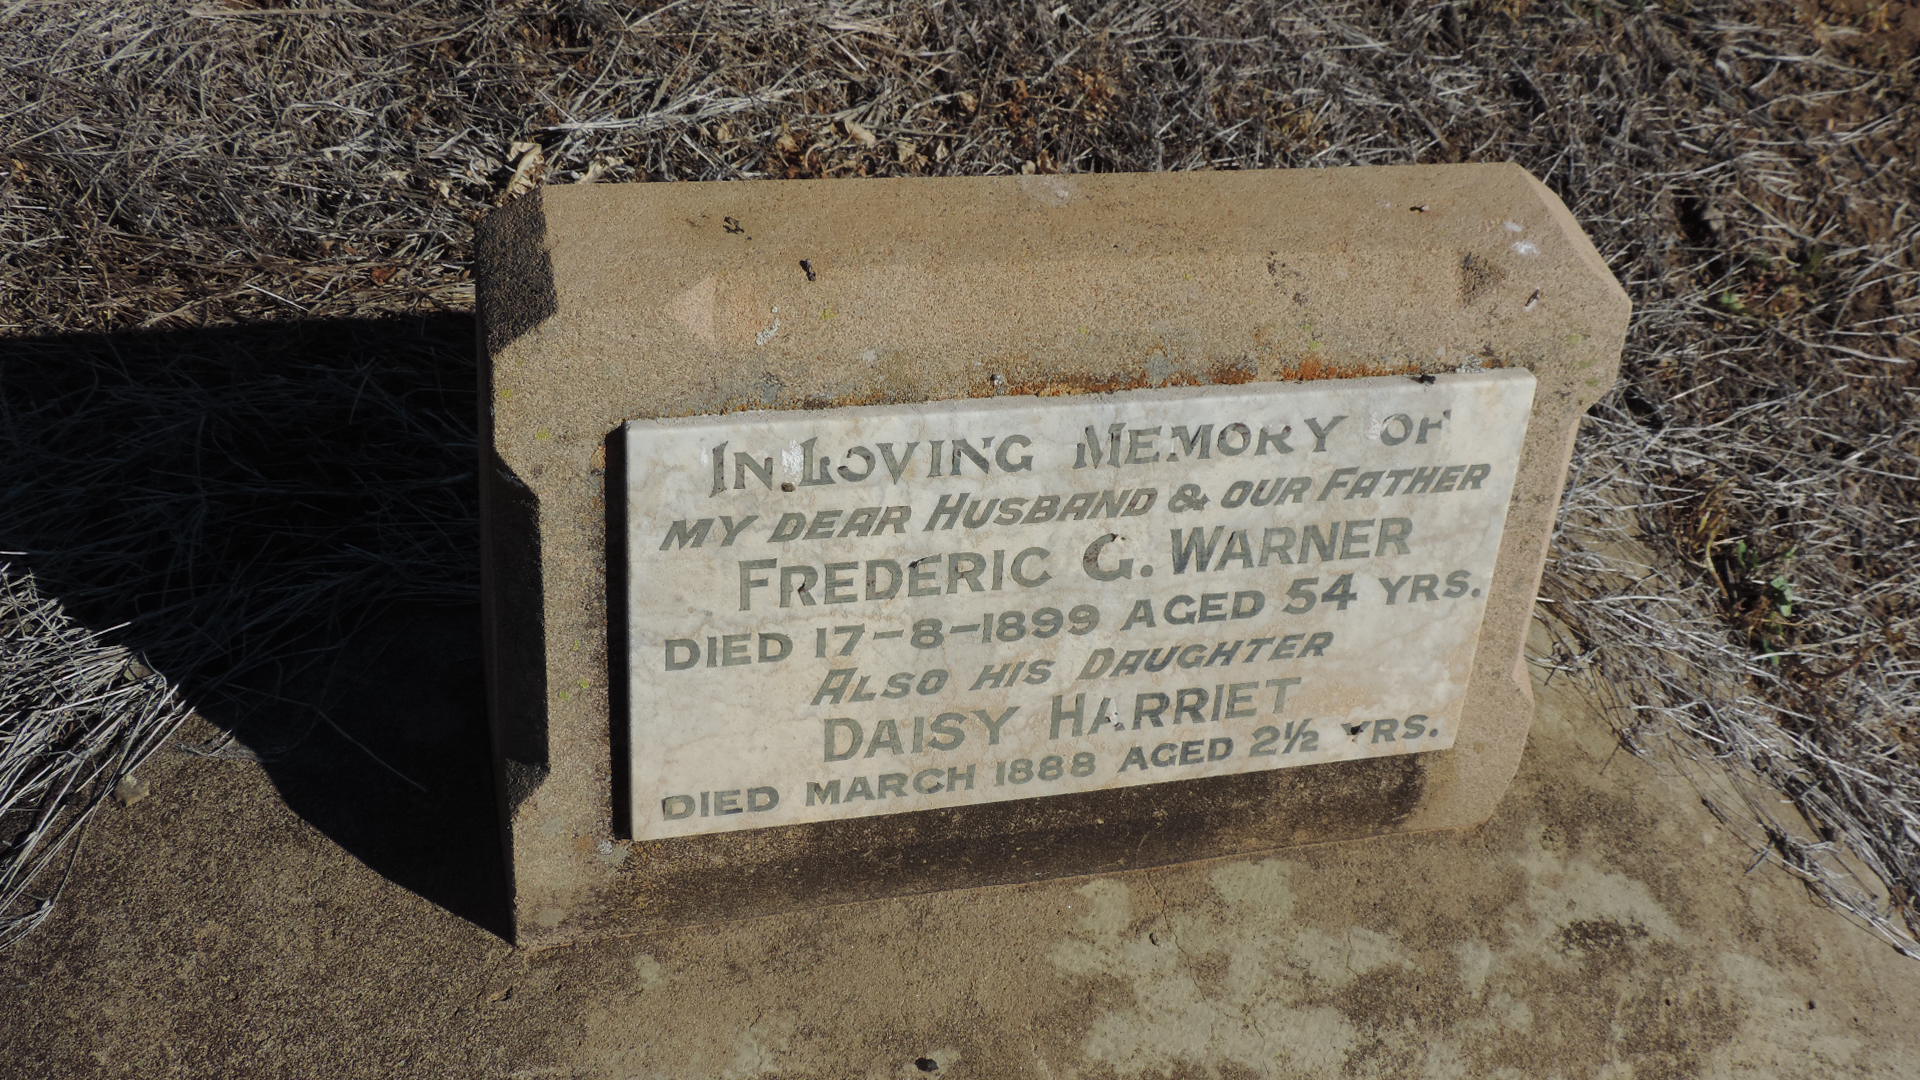 IN LOVING MEMORY OF
MY DEAR HUSBAND & OUR FATHER
FREDERIC G. WARNER
DIED 17-8-1899 AGED 54 YRS.
ALSO HIS DAUGHTER
DAISY HARRIET
DIED MARCH 1888 AGED 2½ YRS.